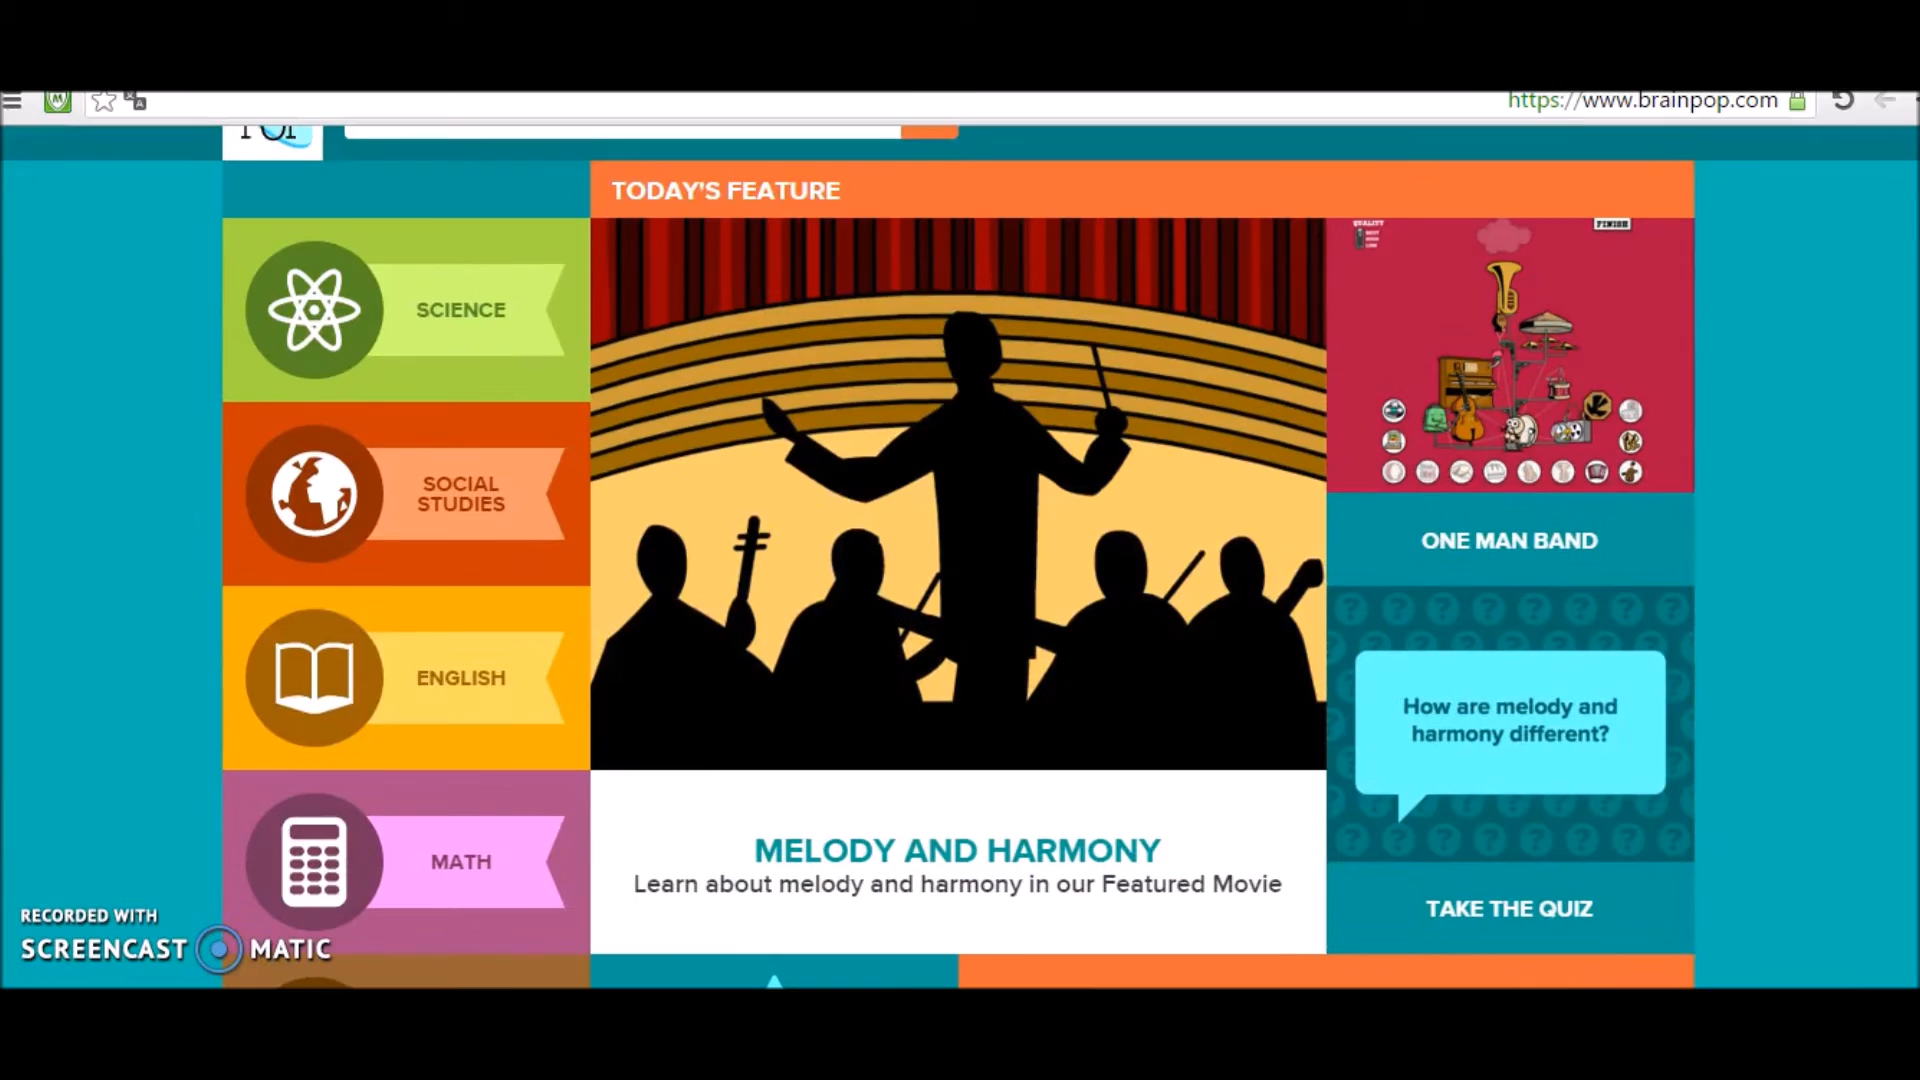 https://www.brainpop.com
TODAY'S FEATURE
SCIENCE
SOCIAL
STUDIES
ENGLISH
MATH
QUALITY
FINISH
ONE MAN BAND
How are melody and
harmony different?
MELODY AND HARMONY
Learn about melody and harmony in our Featured Movie
TAKE THE QUIZ
RECORDED WITH
SCREENCAST MATIC